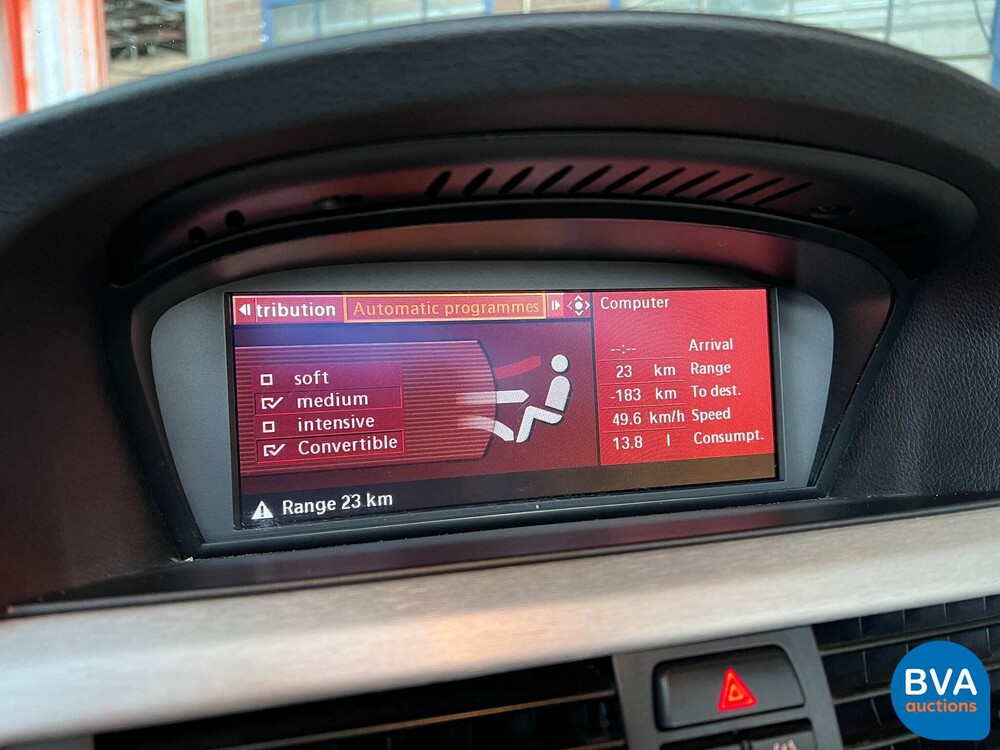 tribution Automatic programmes
soft
medium
intensive
Convertible
Range 23 km
Computer
--:-- Arrival
23 km Range
-183 km To dest.
49.6 km/h Speed
13.8 l Consumpt.
BVA
auctions